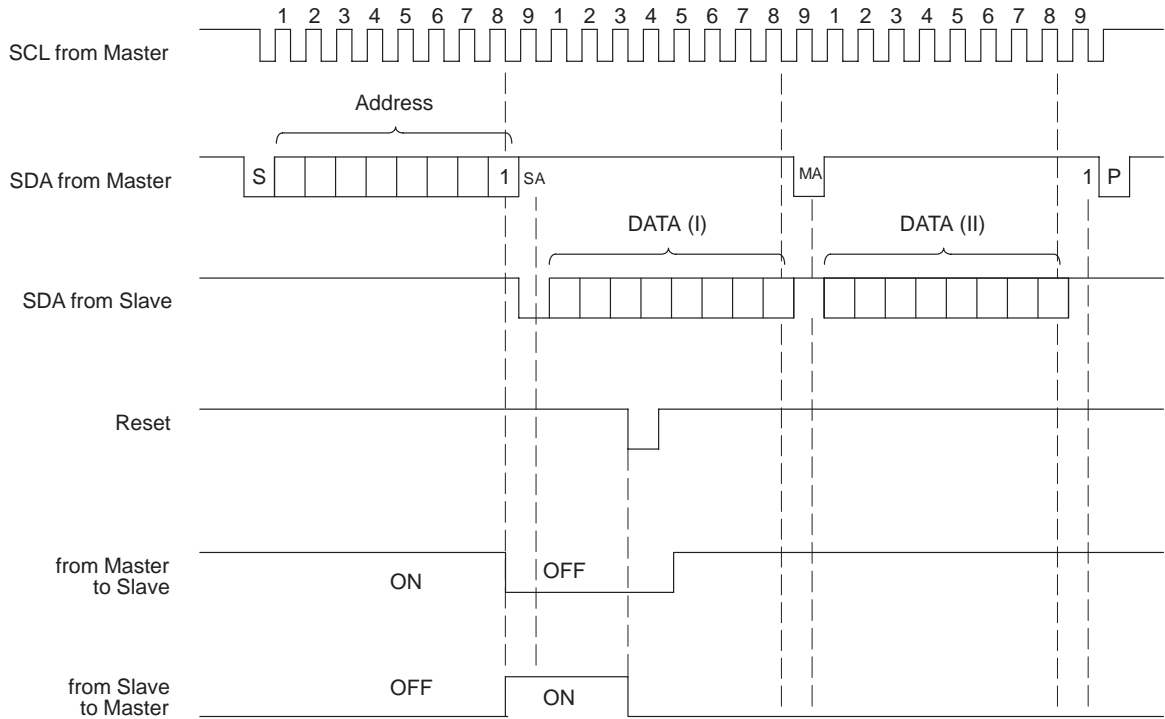 1 2 3 4 5 6 7 8 9 1 2 3 4 5 6 7 8 9 1 2 3 4 5 6 7 8 9
SCL from Master
Address
SDA from Master
S
1
SA
MA
1
P
DATA (I)
DATA (II)
SDA from Slave
Reset
from Master
to Slave
ON
OFF
from Slave
to Master
OFF
ON